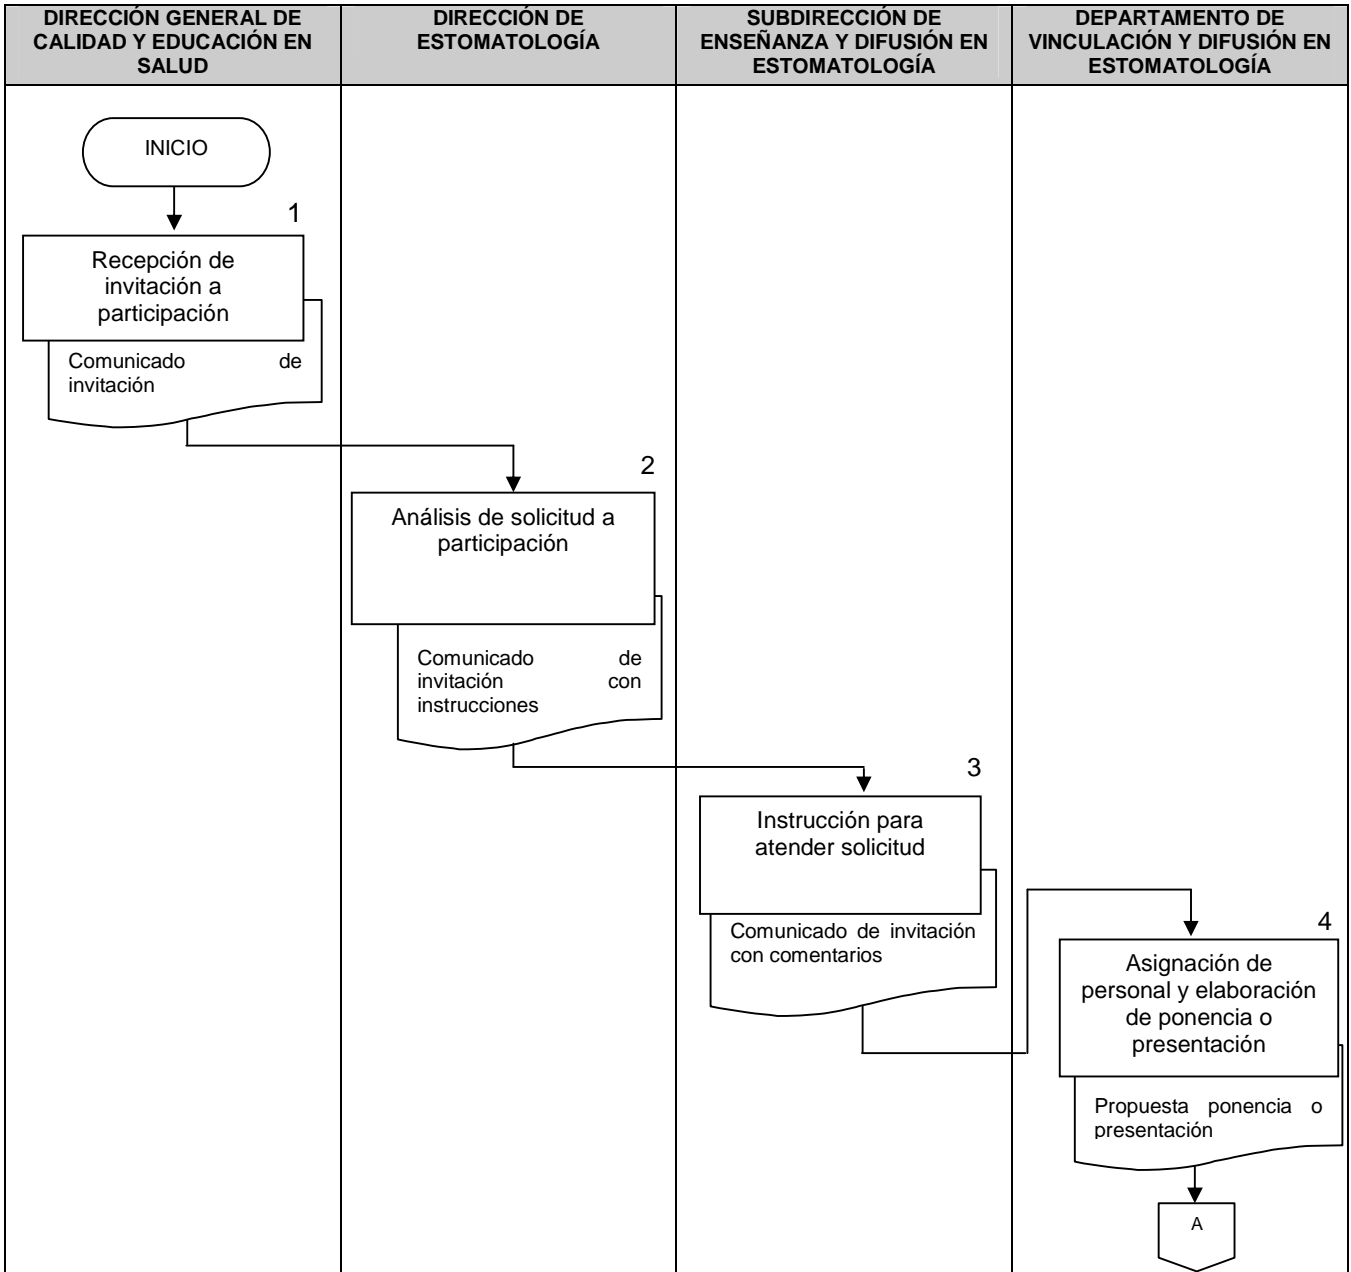 DIRECCIÓN GENERAL DE
CALIDAD Y EDUCACIÓN EN
SALUD
DIRECCIÓN DE
ESTOMATOLOGÍA
SUBDIRECCIÓN DE
ENSEÑANZA Y DIFUSIÓN EN
ESTOMATOLOGÍA
DEPARTAMENTO DE
VINCULACIÓN Y DIFUSIÓN EN
ESTOMATOLOGÍA
INICIO
1
Recepción de
invitación a
participación
Comunicado de
invitación
2
Análisis de solicitud a
participación
Comunicado de
invitación con
instrucciones
3
Instrucción para
atender solicitud
Comunicado de invitación
con comentarios
4
Asignación de
personal y elaboración
de ponencia o
presentación
Propuesta ponencia o
presentación
A